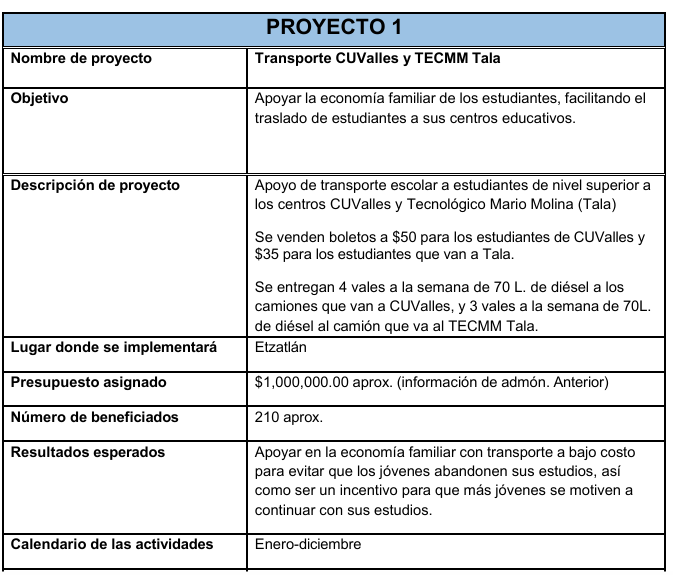 PROYECTO 1
Nombre de proyecto
Transporte CUValles y TECMM Tala
Objetivo
Apoyar la economía familiar de los estudiantes, facilitando el
traslado de estudiantes a sus centros educativos.
Descripción de proyecto
Apoyo de transporte escolar a estudiantes de nivel superior a
los centros CUValles y Tecnológico Mario Molina (Tala)
Se venden boletos a $50 para los estudiantes de CUValles y
$35 para los estudiantes que van a Tala.
Se entregan 4 vales a la semana de 70 L. de diésel a los
camiones que van a CUValles, y 3 vales a la semana de 70L.
de diésel al camión que va al TECMM Tala.
Lugar donde se implementará
Etzatlán
Presupuesto asignado
$1,000,000.00 aprox. (información de admón. Anterior)
Número de beneficiados
210 aprox.
Resultados esperados
Apoyar en la economía familiar con transporte a bajo costo
para evitar que los jóvenes abandonen sus estudios, así
como ser un incentivo para que más jóvenes se motiven a
continuar con sus estudios.
Calendario de las actividades
Enero-diciembre